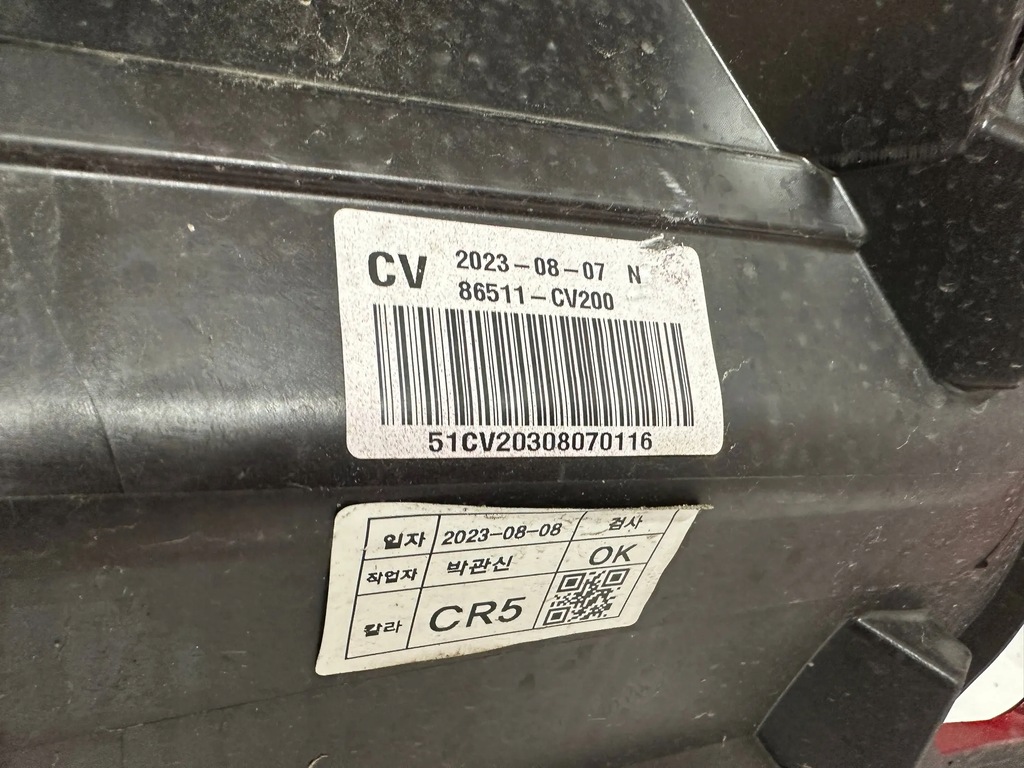 CV 2023-08-07 N
86511-CV200
51CV20308070116
일자 2023-08-08 검사
작업자 박관신 OK
칼라 CR5